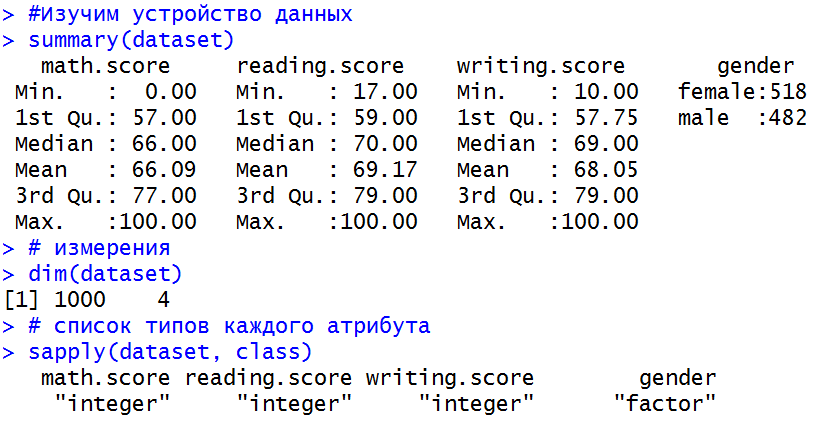 > #Изучим устройство данных
> summary(dataset)
   math.score     reading.score    writing.score       gender
 Min.   :  0.00   Min.   : 17.00   Min.   : 10.00   female:518
 1st Qu.: 57.00   1st Qu.: 59.00   1st Qu.: 57.75   male  :482
 Median : 66.00   Median : 70.00   Median : 69.00
 Mean   : 66.09   Mean   : 69.17   Mean   : 68.05
 3rd Qu.: 77.00   3rd Qu.: 79.00   3rd Qu.: 79.00
 Max.   :100.00   Max.   :100.00   Max.   :100.00
> # измерения
> dim(dataset)
[1] 1000    4
> # список типов каждого атрибута
> sapply(dataset, class)
   math.score reading.score writing.score        gender
    "integer"     "integer"     "integer"      "factor"